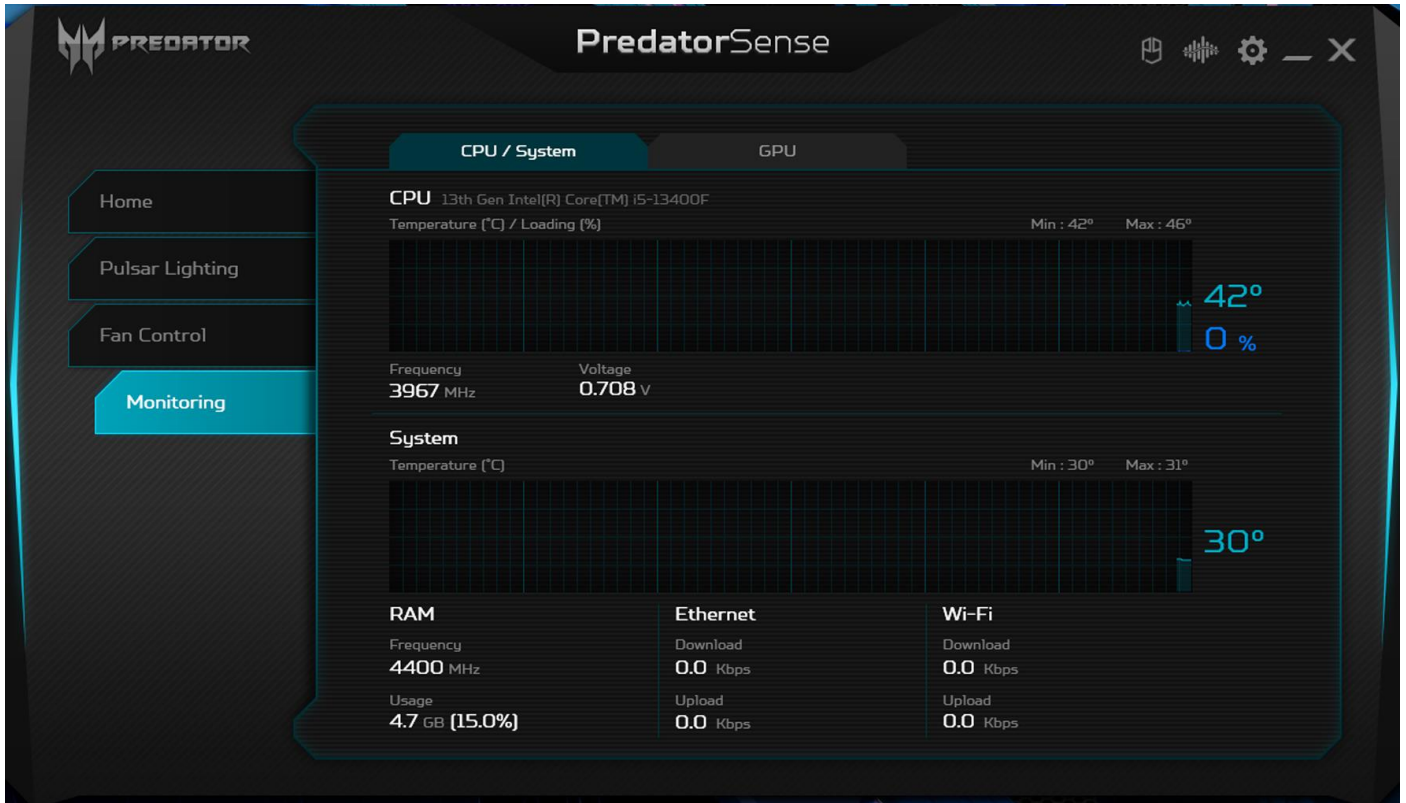 PREDATOR
PredatorSense
CPU / System
GPU
Home
Pulsar Lighting
Fan Control
Monitoring
CPU 13th Gen Intel(R) Core(TM) i5-13400F
Temperature (°C) / Loading (%)
Min : 42° Max : 46°
42°
0 %
Frequency
3967 MHz
Voltage
0.708 V
System
Temperature (°C)
Min : 30° Max : 31°
30°
RAM
Frequency
4400 MHz
Usage
4.7 GB (15.0%)
Ethernet
Download
0.0 Kbps
Upload
0.0 Kbps
Wi-Fi
Download
0.0 Kbps
Upload
0.0 Kbps